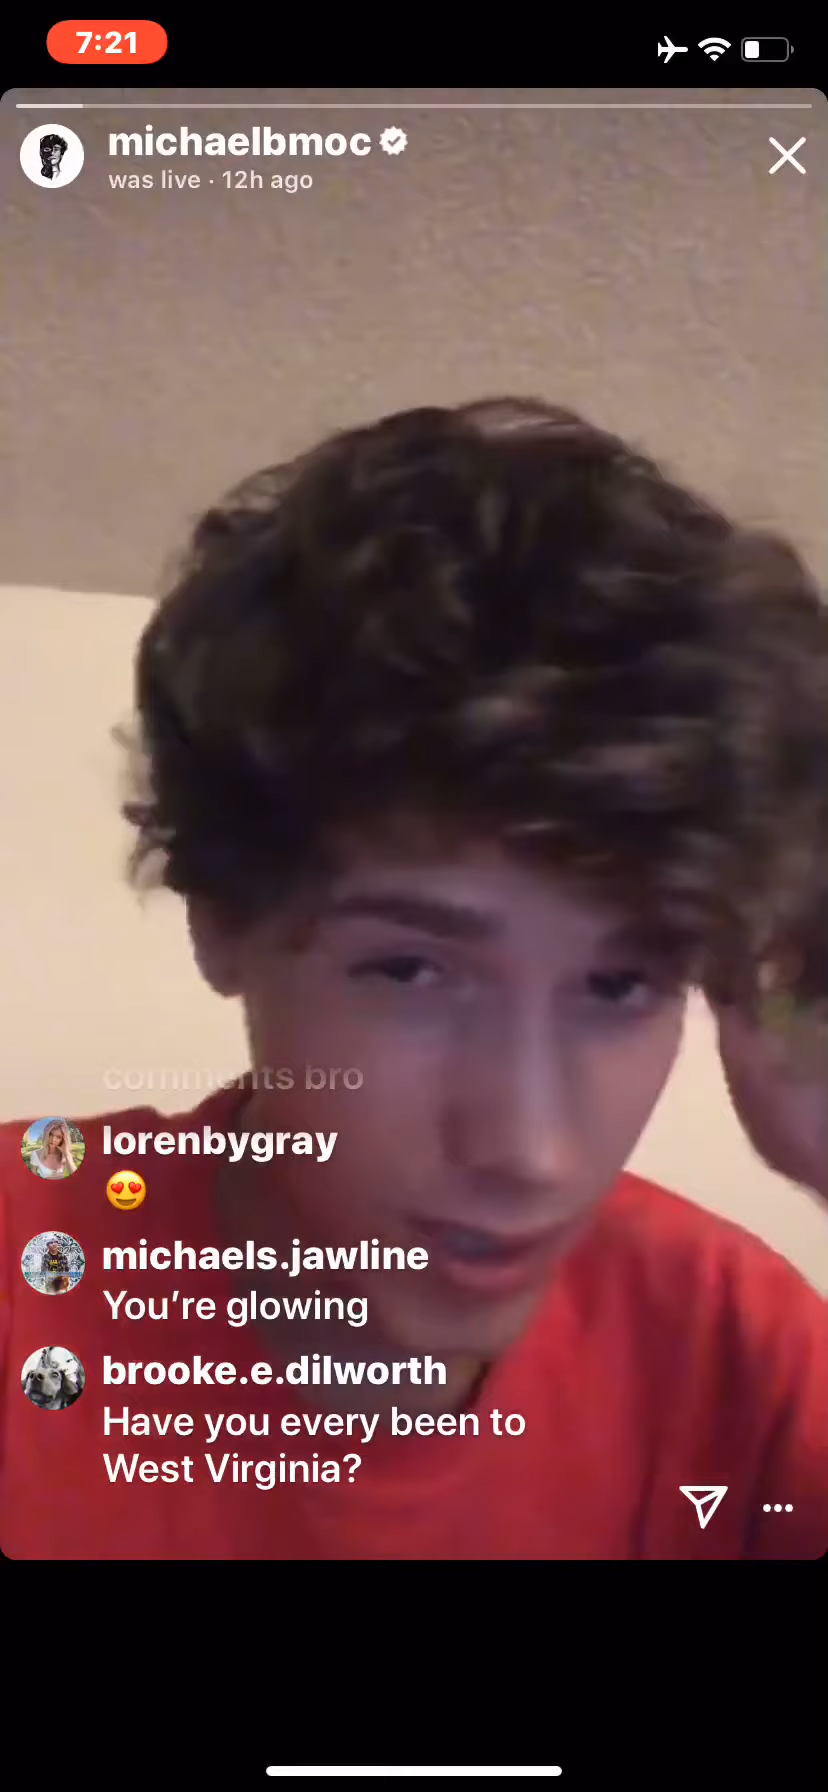 7:21
michaelbmoc
was live · 12h ago
comments bro
lorenbygray
😍
michaels.jawline
You’re glowing
brooke.e.dilworth
Have you every been to
West Virginia?